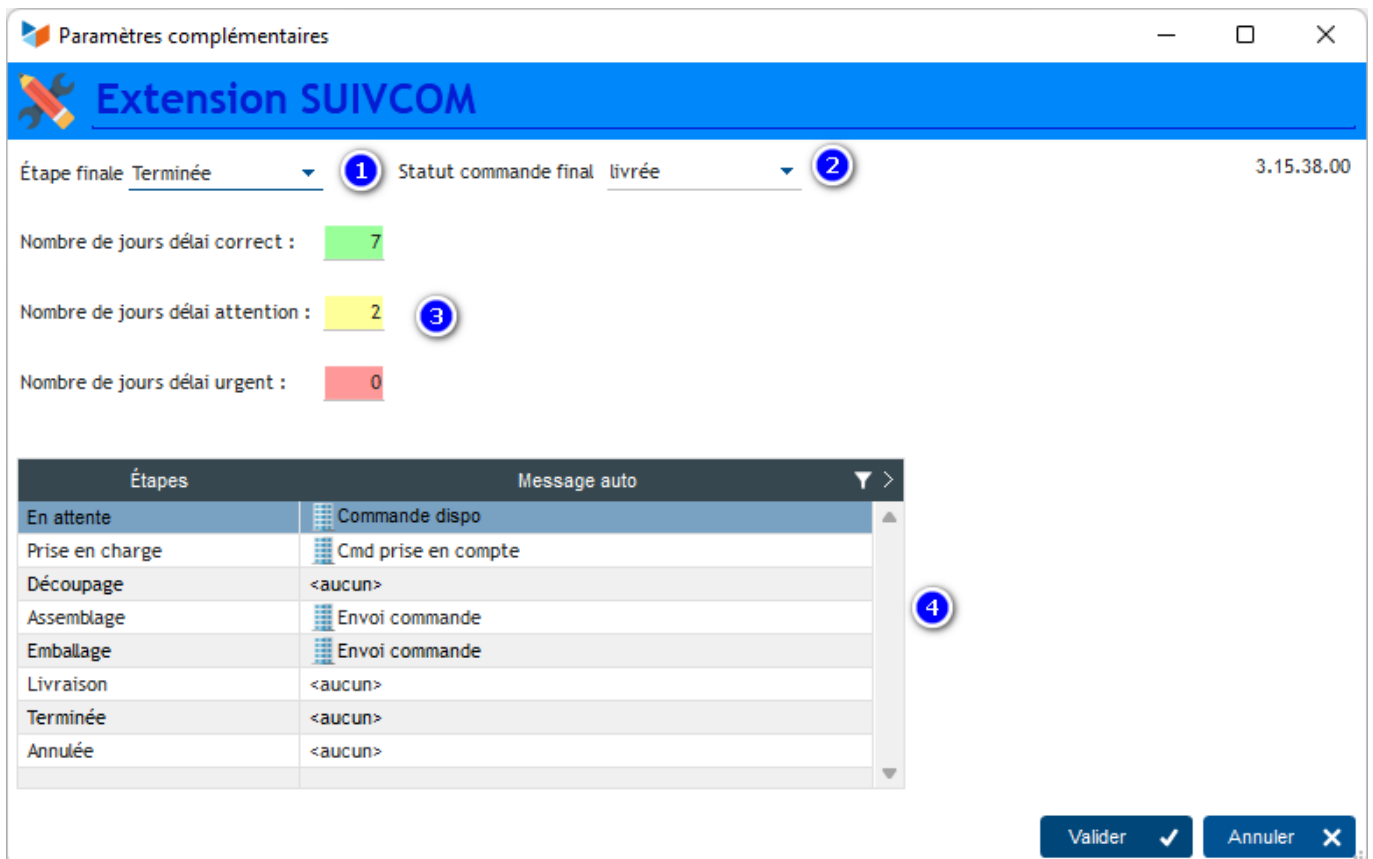 Paramètres complémentaires
Extension SUIVCOM
Étape finale Terminée 1 Statut commande final livrée 2 3.15.38.00
Nombre de jours délai correct : 7
Nombre de jours délai attention : 2 3
Nombre de jours délai urgent : 0
Étapes Message auto
En attente Commande dispo
Prise en charge Cmd prise en compte
Découpage <aucun>
Assemblage Envoi commande
4
Emballage Envoi commande
Livraison <aucun>
Terminée <aucun>
Annulée <aucun>
Valider Annuler